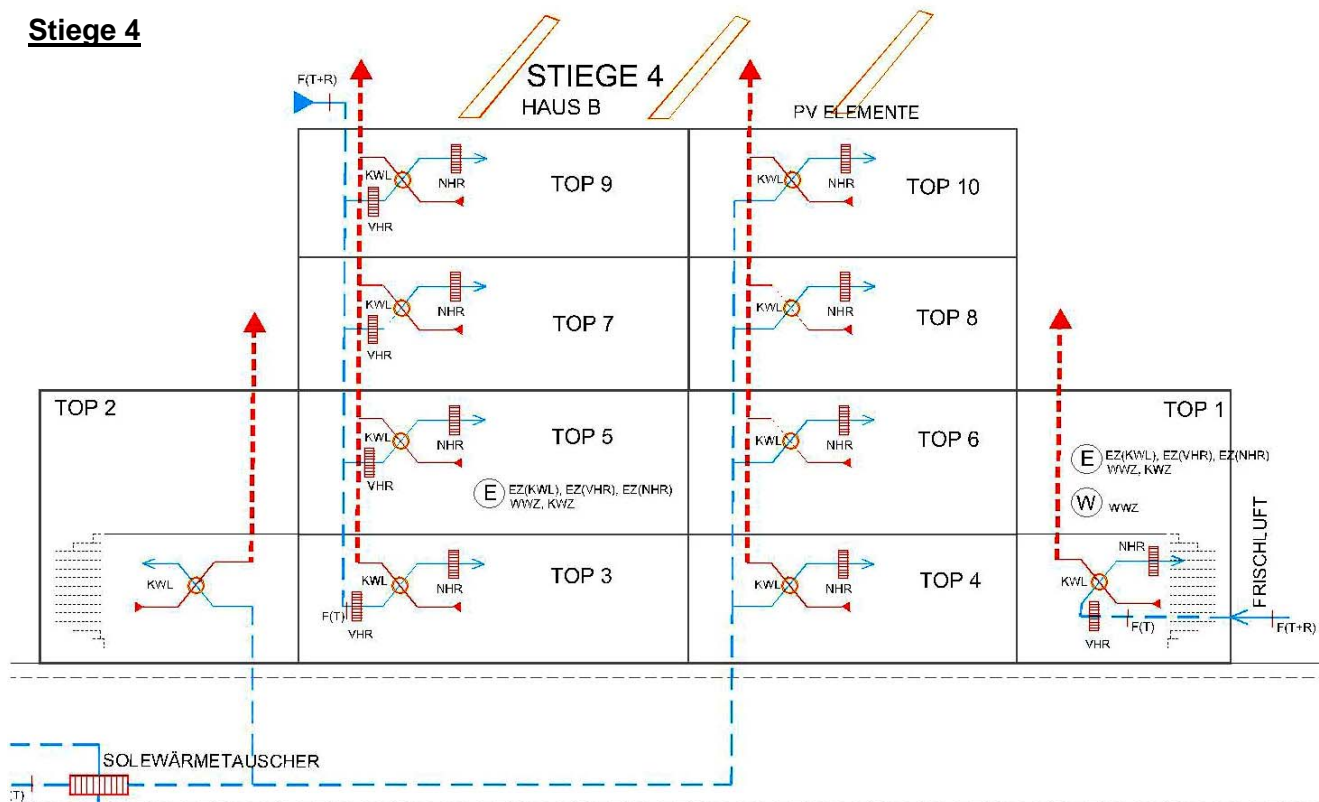 Stiege 4
F(T+R)
STIEGE 4
HAUS B
PV ELEMENTE
KWL
NHR
VHR
TOP 9
KWL
NHR
TOP 10
KWL
NHR
VHR
TOP 7
KWL
NHR
TOP 8
TOP 2
KWL
NHR
VHR
TOP 5
E
EZ(KWL), EZ(VHR), EZ(NHR)
WWZ, KWZ
KWL
NHR
TOP 6
TOP 1
E
EZ(KWL), EZ(VHR), EZ(NHR)
WWZ, KWZ
W
WWZ
KWL
KWL
NHR
F(T)
VHR
TOP 3
KWL
NHR
TOP 4
NHR
KWL
VHR
F(T)
FRISCHLUFT
F(T+R)
SOLEWÄRMETAUSCHER
(T)